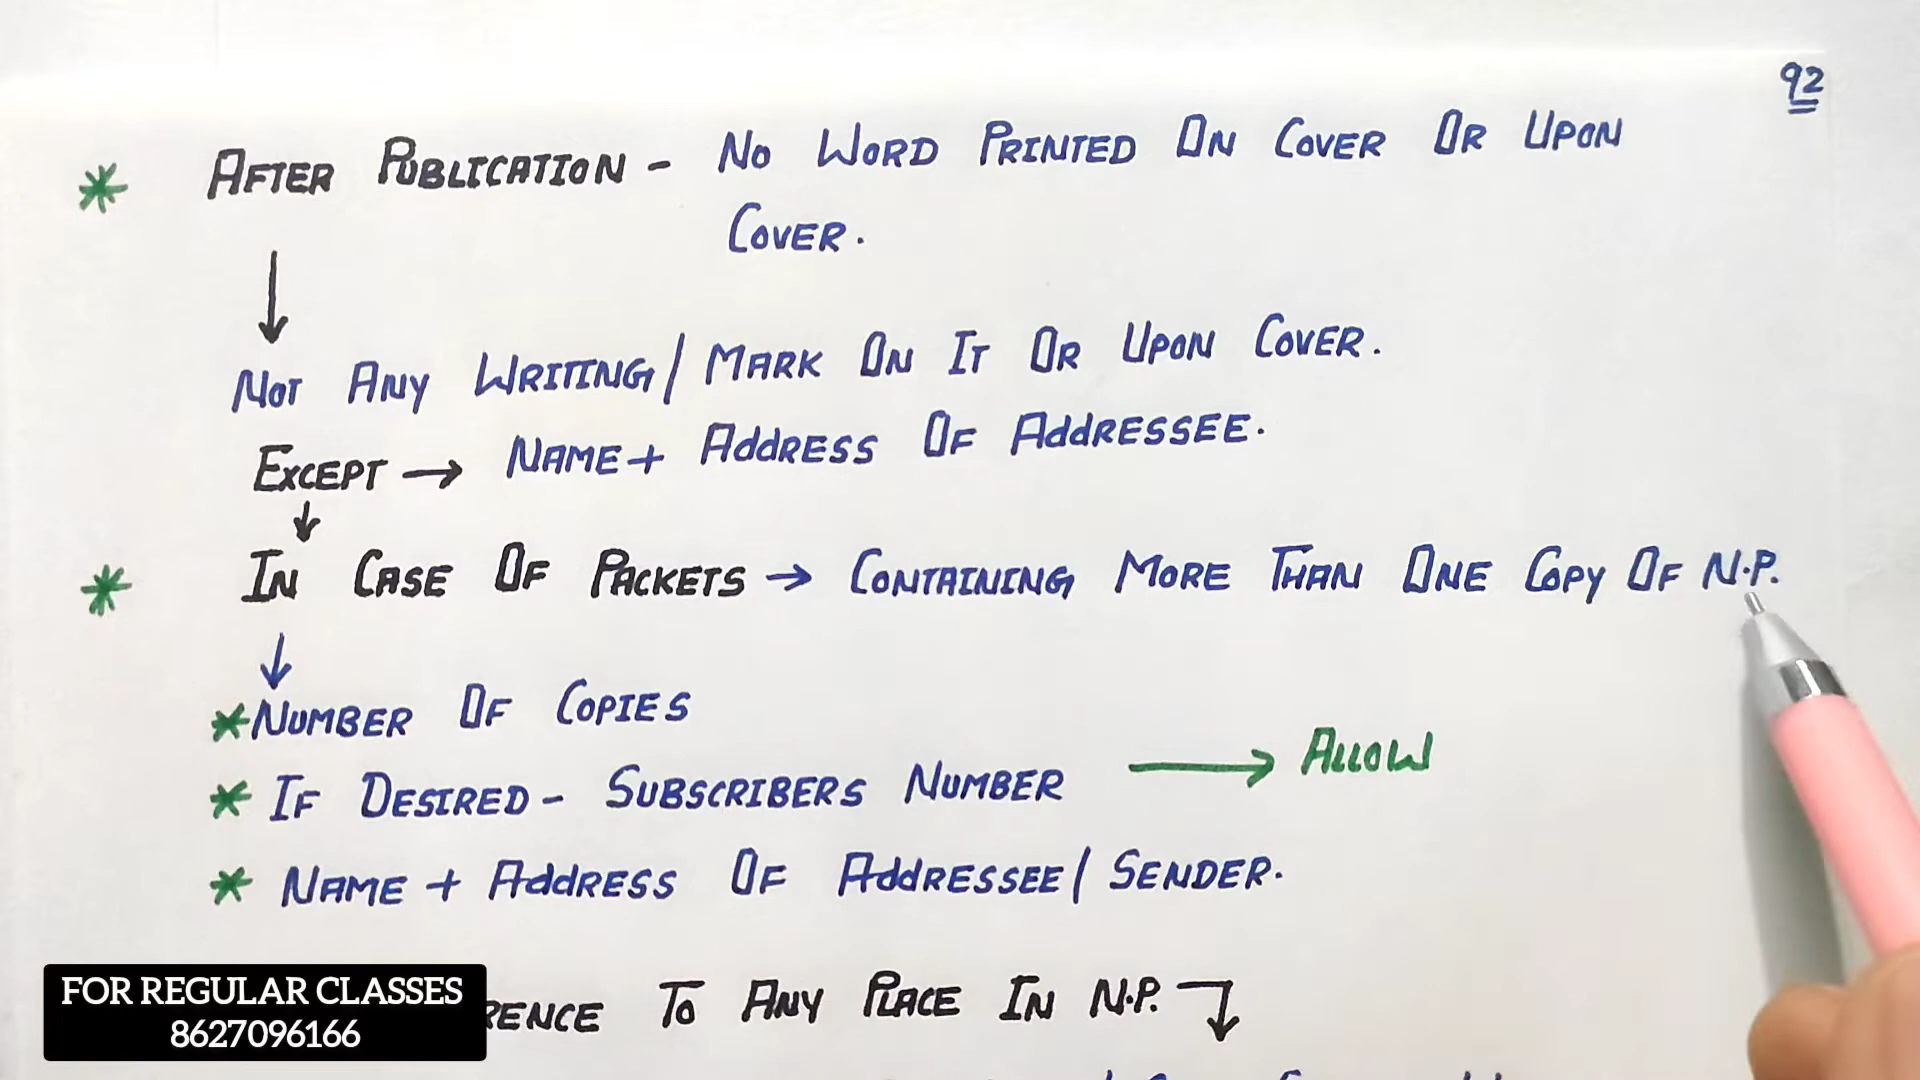 92
* AFTER PUBLICATION - NO WORD PRINTED ON COVER OR UPON
COVER.
↓
NOT ANY WRITING/ MARK ON IT OR UPON COVER.
EXCEPT → NAME + ADDRESS OF ADDRESSEE.
↓
* IN CASE OF PACKETS → CONTAINING MORE THAN ONE COPY OF N.P.
↓
* NUMBER OF COPIES
* IF DESIRED - SUBSCRIBERS NUMBER → ALLOW
* NAME + ADDRESS OF ADDRESSEE/ SENDER.
TO ANY PLACE IN N.P.
FOR REGULAR CLASSES
8627096166